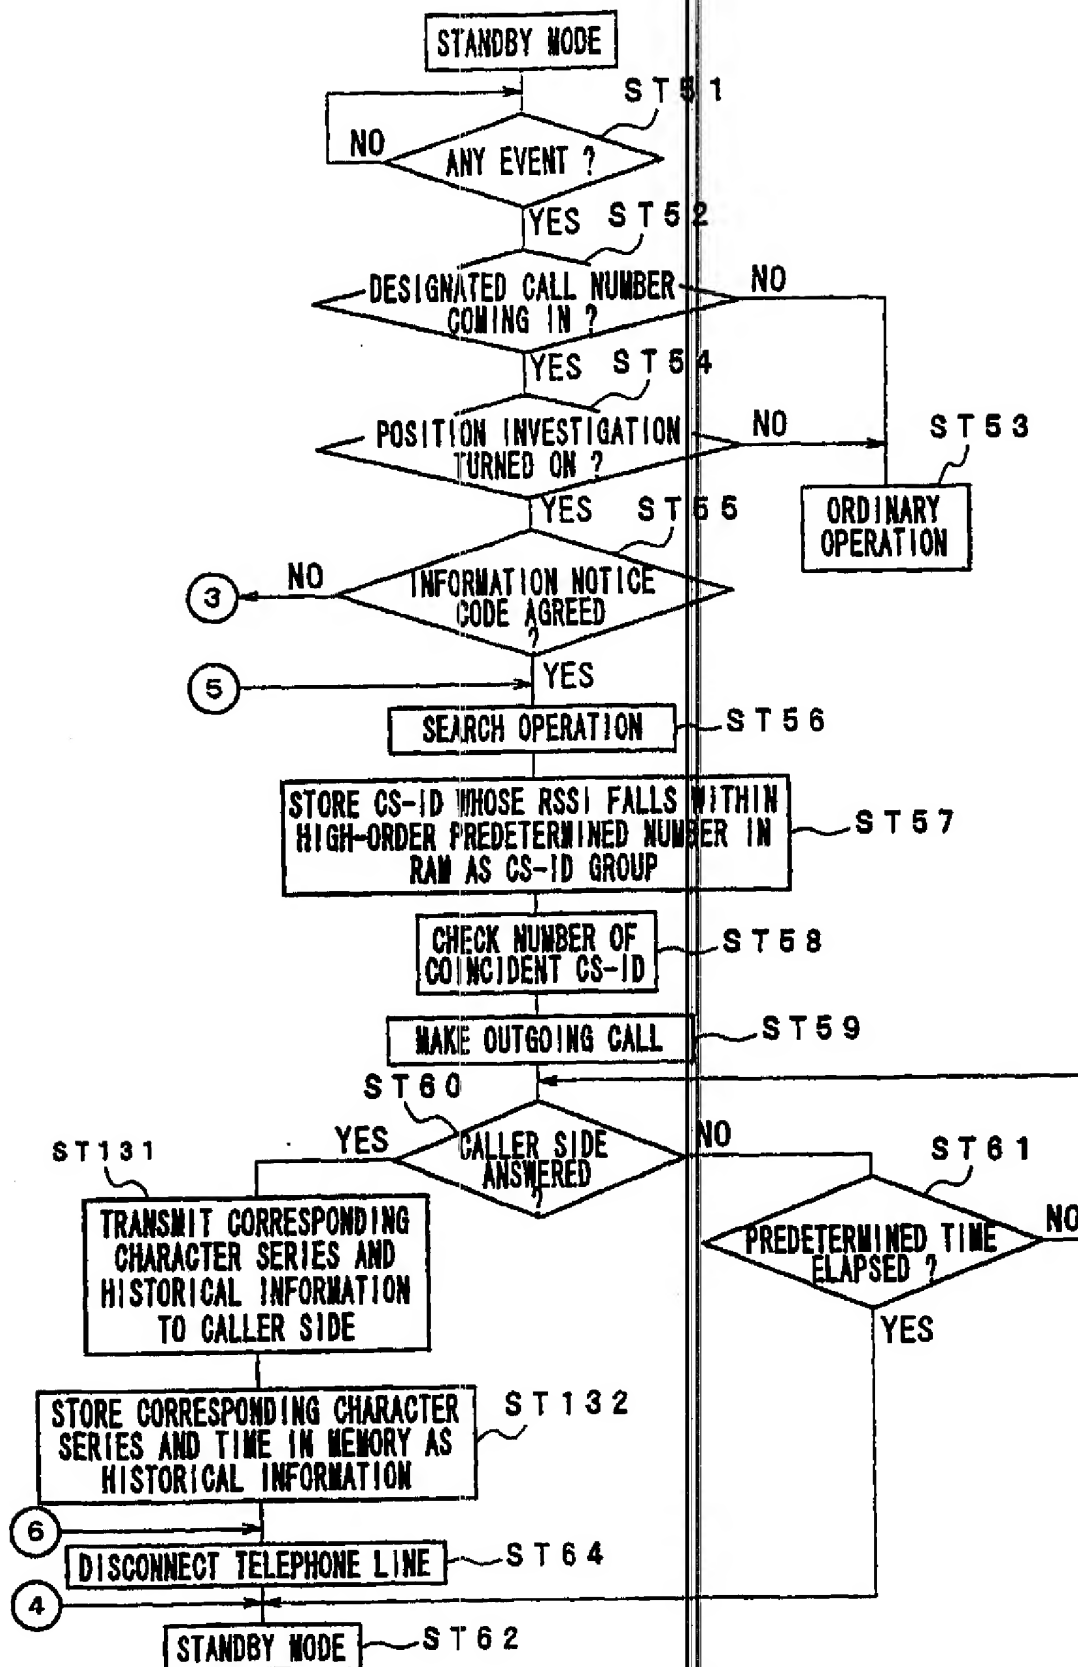 STANDBY MODE
ST51
NO
ANY EVENT ?
YES
ST52
DESIGNATED CALL NUMBER
COMING IN ?
NO
YES
ST54
POSITION INVESTIGATION
TURNED ON ?
NO
ST53
ORDINARY
OPERATION
YES
ST55
NO
3
INFORMATION NOTICE
CODE AGREED
?
YES
5
SEARCH OPERATION
ST56
STORE CS-ID WHOSE RSSI FALLS WITHIN
HIGH-ORDER PREDETERMINED NUMBER IN
RAM AS CS-ID GROUP
ST57
CHECK NUMBER OF
COINCIDENT CS-ID
ST58
MAKE OUTGOING CALL
ST59
ST60
YES
CALLER SIDE
ANSWERED
?
NO
ST61
PREDETERMINED TIME
ELAPSED ?
NO
YES
ST131
TRANSMIT CORRESPONDING
CHARACTER SERIES AND
HISTORICAL INFORMATION
TO CALLER SIDE
STORE CORRESPONDING CHARACTER
SERIES AND TIME IN MEMORY AS
HISTORICAL INFORMATION
ST132
6
DISCONNECT TELEPHONE LINE
ST64
4
STANDBY MODE
ST62